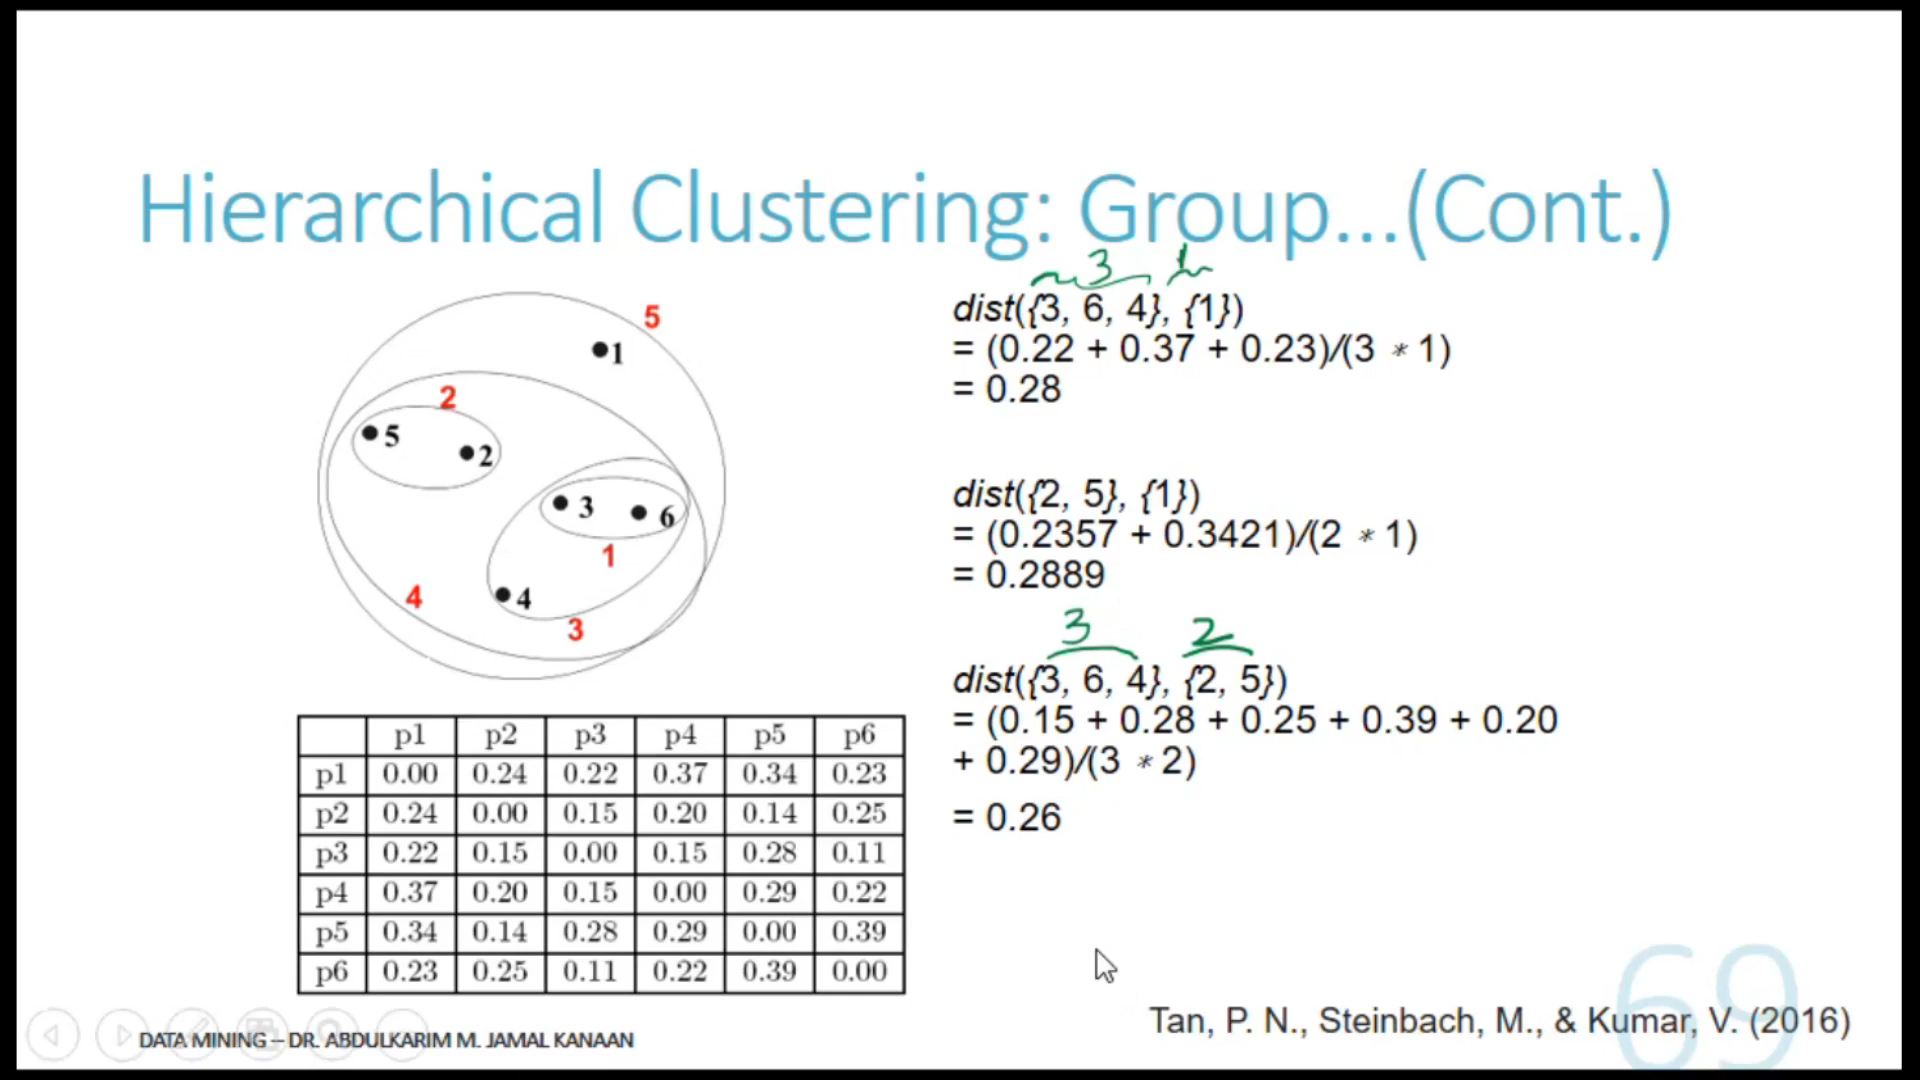 Hierarchical Clustering: Group...(Cont.)
3 1
dist({3, 6, 4}, {1})
= (0.22 + 0.37 + 0.23)/(3 * 1)
= 0.28
dist({2, 5}, {1})
= (0.2357 + 0.3421)/(2 * 1)
= 0.2889
3 2
dist({3, 6, 4}, {2, 5})
= (0.15 + 0.28 + 0.25 + 0.39 + 0.20
+ 0.29)/(3 * 2)
= 0.26
5
1
2
5
2
3
6
1
4
4
3
p1 p2 p3 p4 p5 p6
p1 0.00 0.24 0.22 0.37 0.34 0.23
p2 0.24 0.00 0.15 0.20 0.14 0.25
p3 0.22 0.15 0.00 0.15 0.28 0.11
p4 0.37 0.20 0.15 0.00 0.29 0.22
p5 0.34 0.14 0.28 0.29 0.00 0.39
p6 0.23 0.25 0.11 0.22 0.39 0.00
69
Tan, P. N., Steinbach, M., & Kumar, V. (2016)
DATA MINING – DR. ABDULKARIM M. JAMAL KANAAN